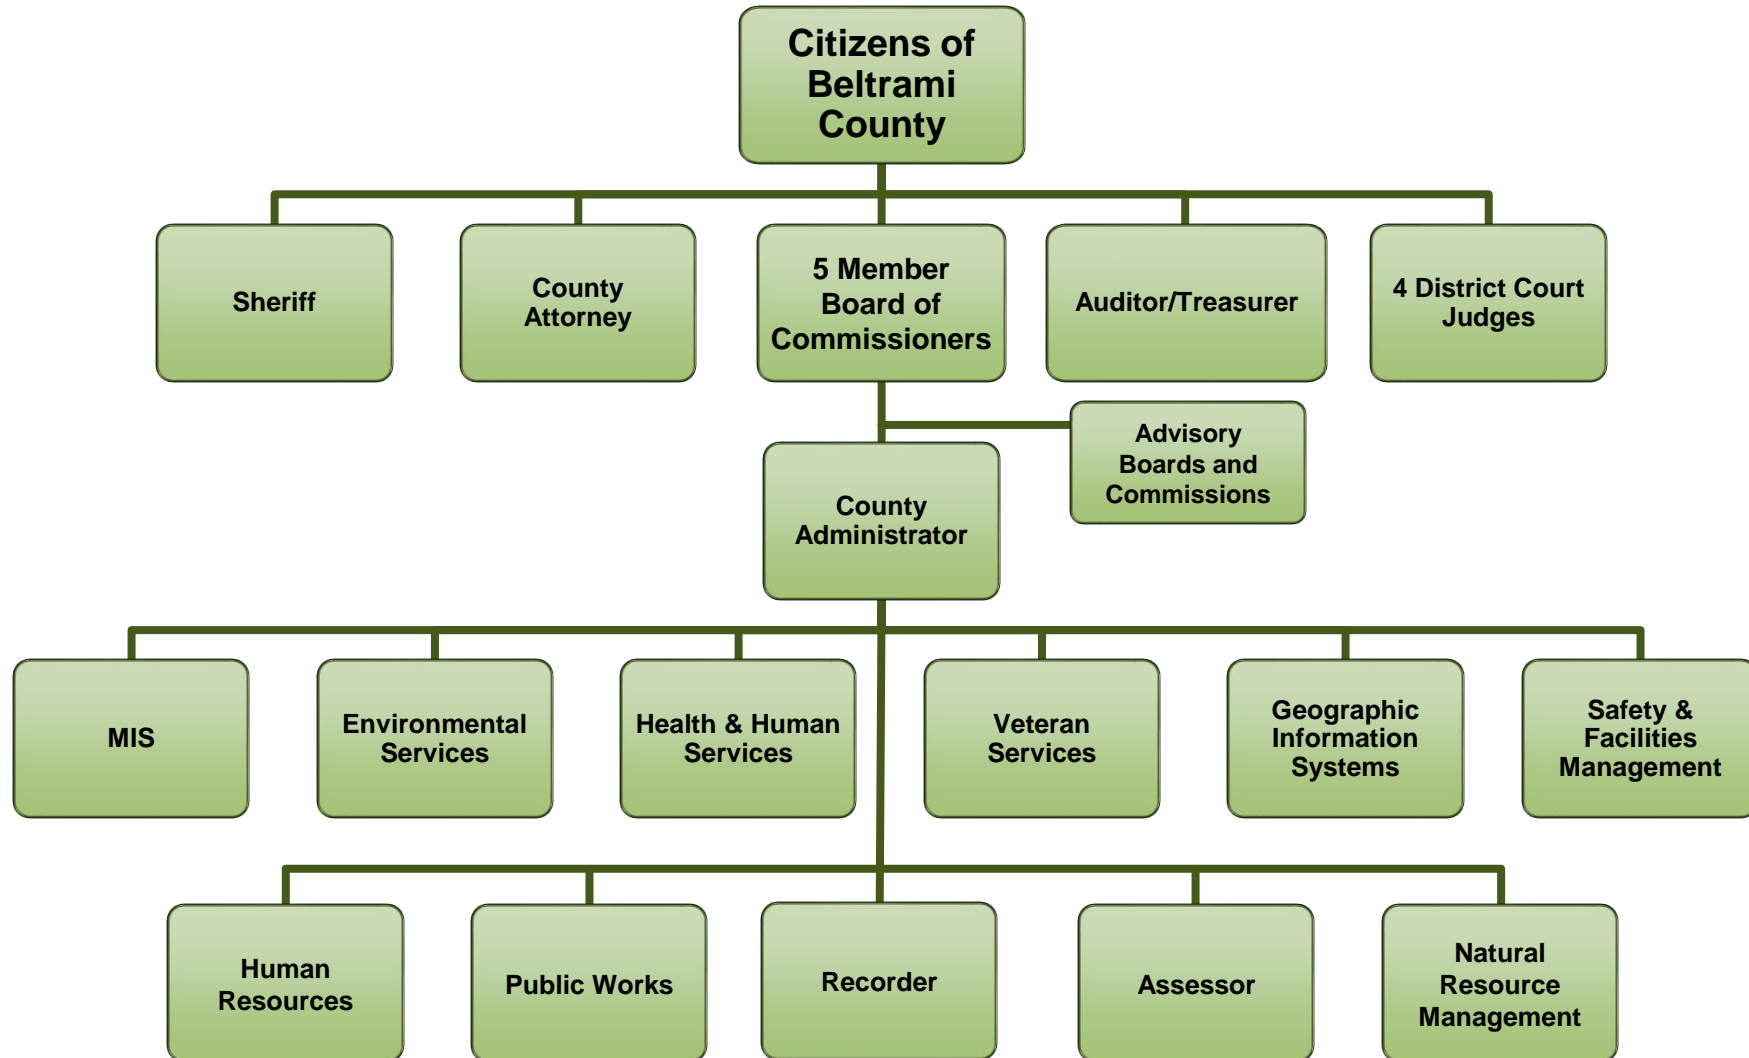 Citizens of
Beltrami
County
Sheriff
County
Attorney
5 Member
Board of
Commissioners
Auditor/Treasurer
4 District Court
Judges
Advisory
Boards and
Commissions
County
Administrator
MIS
Environmental
Services
Health & Human
Services
Veteran
Services
Geographic
Information
Systems
Safety &
Facilities
Management
Human
Resources
Public Works
Recorder
Assessor
Natural
Resource
Management